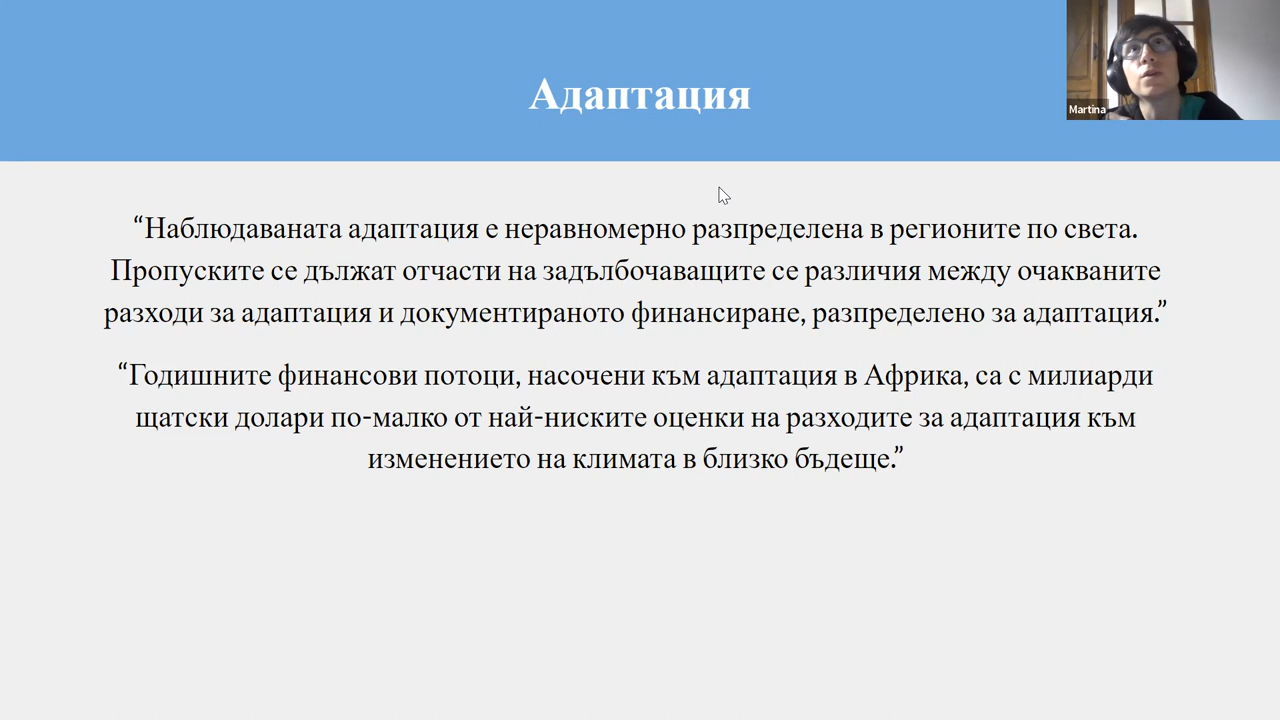 Адаптация
Martina
“Наблюдаваната адаптация е неравномерно разпределена в регионите по света.
Пропуските се дължат отчасти на задълбочаващите се различия между очакваните
разходи за адаптация и документираното финансиране, разпределено за адаптация.”
“Годишните финансови потоци, насочени към адаптация в Африка, са с милиарди
щатски долари по-малко от най-ниските оценки на разходите за адаптация към
изменението на климата в близко бъдеще.”